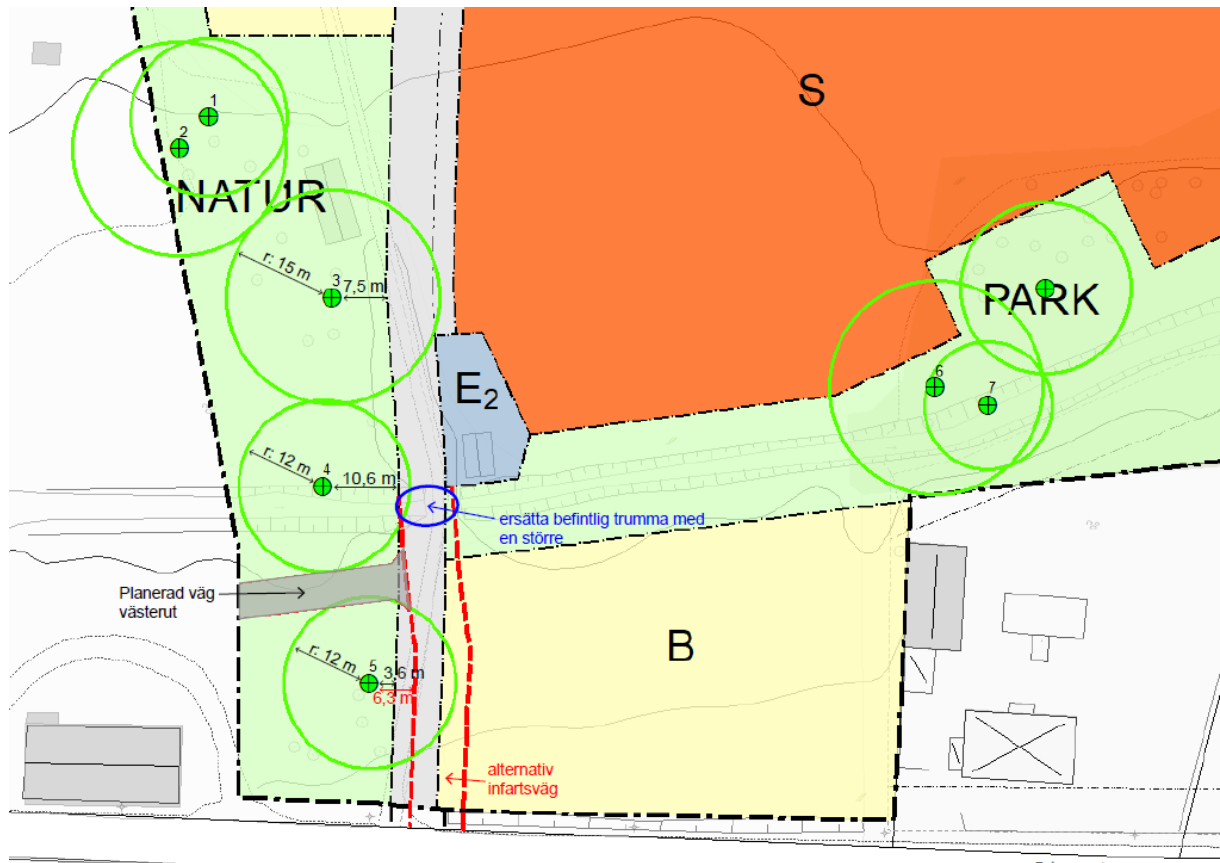 S
1
2
NATUR
r: 15 m
3
7,5 m
PARK
E2
6
7
r: 12 m
4
10,6 m
ersätta befintlig trumma med
en större
Planerad väg
västerut
B
r: 12 m
5
3,6 m
6,3 m
alternativ
infartsväg